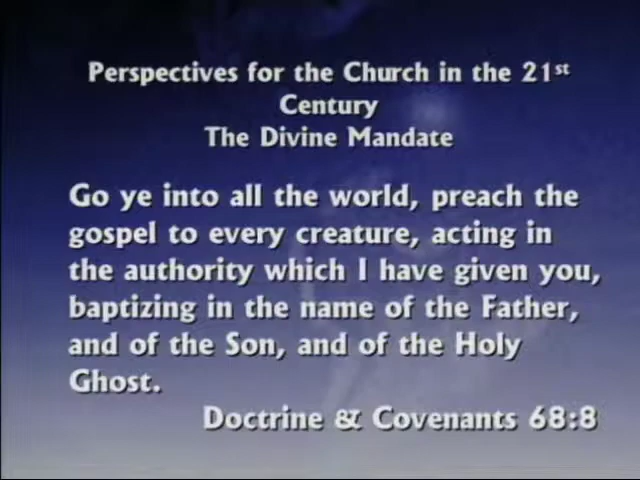 Perspectives for the Church in the 21st
Century
The Divine Mandate
Go ye into all the world, preach the
gospel to every creature, acting in
the authority which I have given you,
baptizing in the name of the Father,
and of the Son, and of the Holy
Ghost.
Doctrine & Covenants 68:8